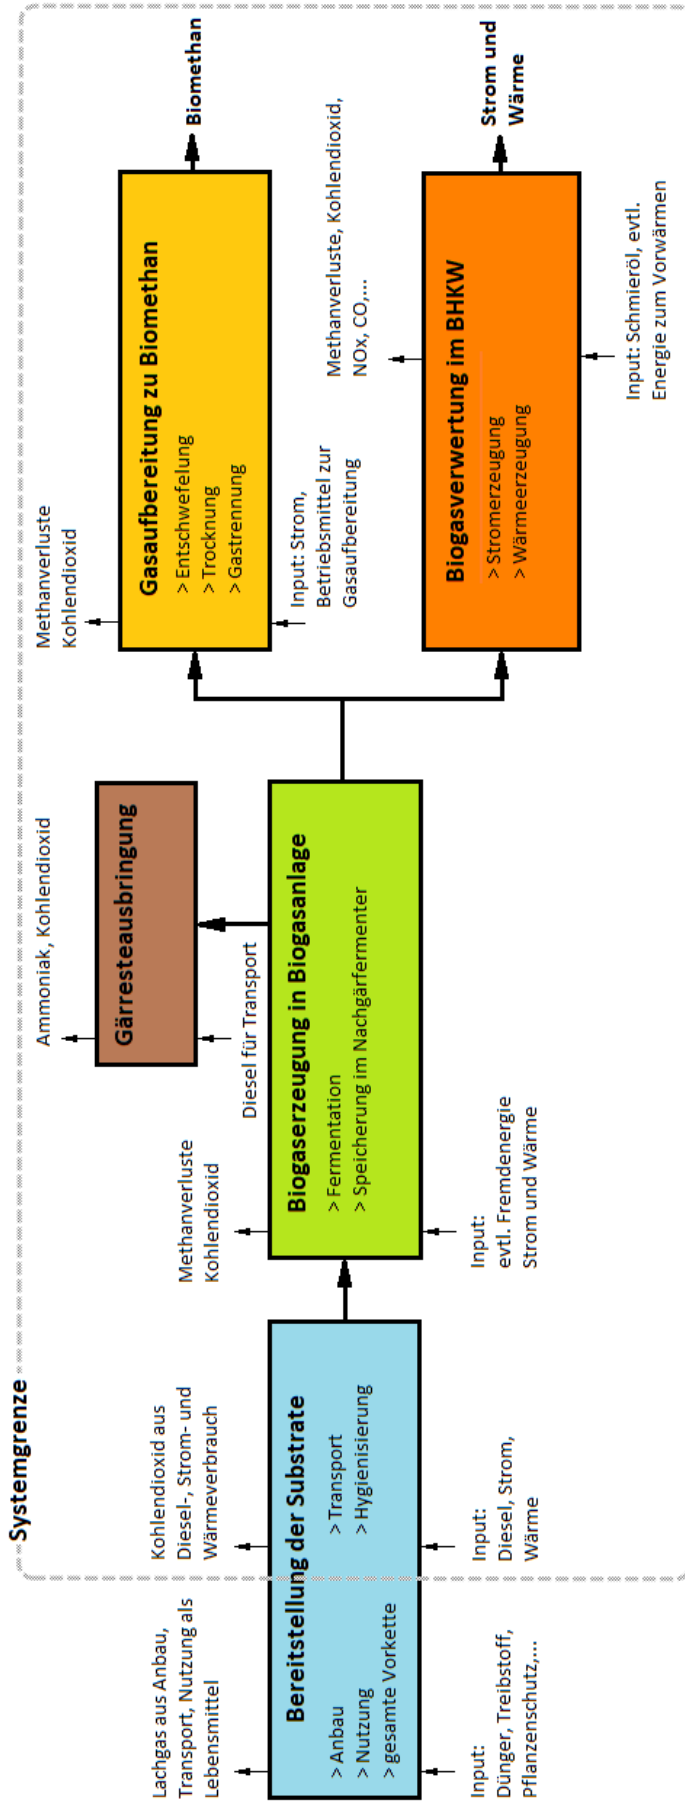 Systemgrenze
Lachgas aus Anbau,
Transport, Nutzung als
Lebensmittel
Kohlendioxid aus
Diesel-, Strom- und
Wärmeverbrauch
Bereitstellung der Substrate
> Anbau
> Nutzung
> gesamte Vorkette
> Transport
> Hygienisierung
Input:
Dünger, Treibstoff,
Pflanzenschutz,...
Input:
Diesel, Strom,
Wärme
Methanverluste
Kohlendioxid
Biogaserzeugung in Biogasanlage
> Fermentation
> Speicherung im Nachgärfermenter
Input:
evtl. Fremdenergie
Strom und Wärme
Ammoniak, Kohlendioxid
Gärresteausbringung
Diesel für Transport
Methanverluste
Kohlendioxid
Gasaufbereitung zu Biomethan
> Entschwefelung
> Trocknung
> Gastrennung
Input: Strom,
Betriebsmittel zur
Gasaufbereitung
Biomethan
Methanverluste, Kohlendioxid,
NOx, CO,...
Biogasverwertung im BHKW
> Stromerzeugung
> Wärmeerzeugung
Input: Schmieröl, evtl.
Energie zum Vorwärmen
Strom und
Wärme